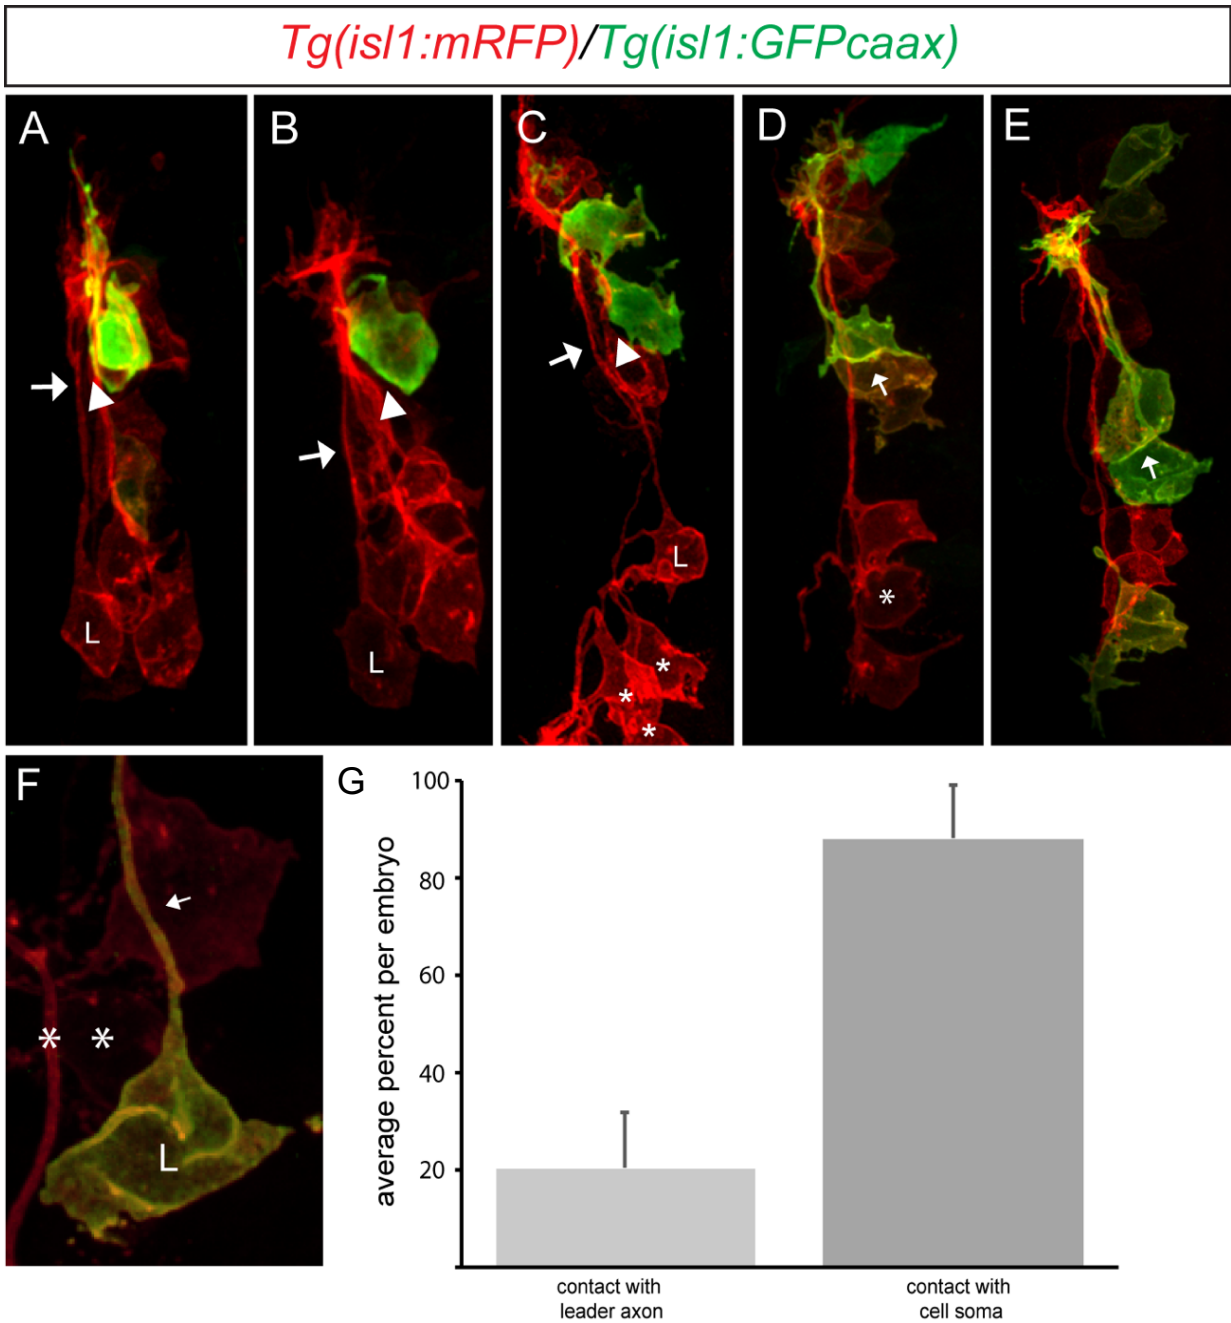 Tg(isl1:mRFP)/Tg(isl1:GFPcaax)
A
B
C
D
E
L
L
L
*
*
*
*
F
* *
L
G
average percent per embryo
100
80
60
40
20
contact with
leader axon
contact with
cell soma